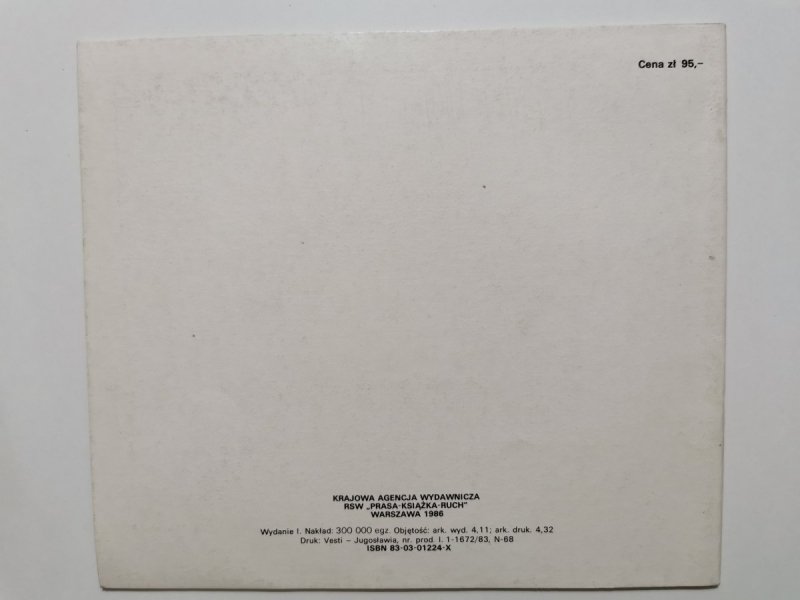 Cena zł 95,–
KRAJOWA AGENCJA WYDAWNICZA
RSW „PRASA-KSIĄŻKA-RUCH”
WARSZAWA 1986
Wydanie I. Nakład: 300 000 egz. Objętość: ark. wyd. 4,11; ark. druk. 4,32
Druk: Vesti – Jugosławia, nr. prod. I. 1-1672/83, N-68
ISBN 83-03-01224-X